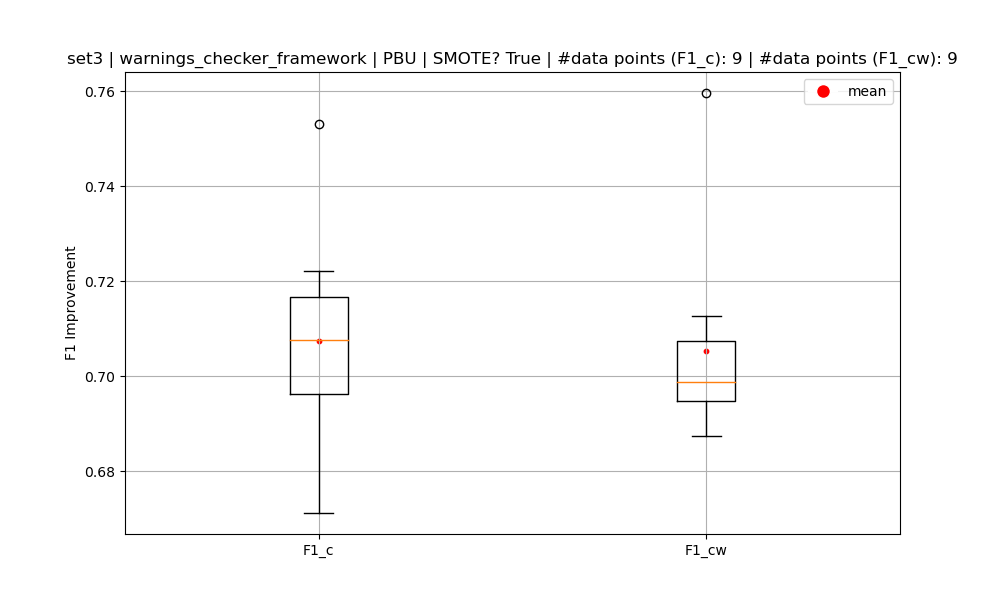 set3 | warnings_checker_framework | PBU | SMOTE? True | #data points (F1_c): 9 | #data points (F1_cw): 9
mean
0.76
0.74
0.72
0.70
0.68
F1 Improvement
F1_c
F1_cw